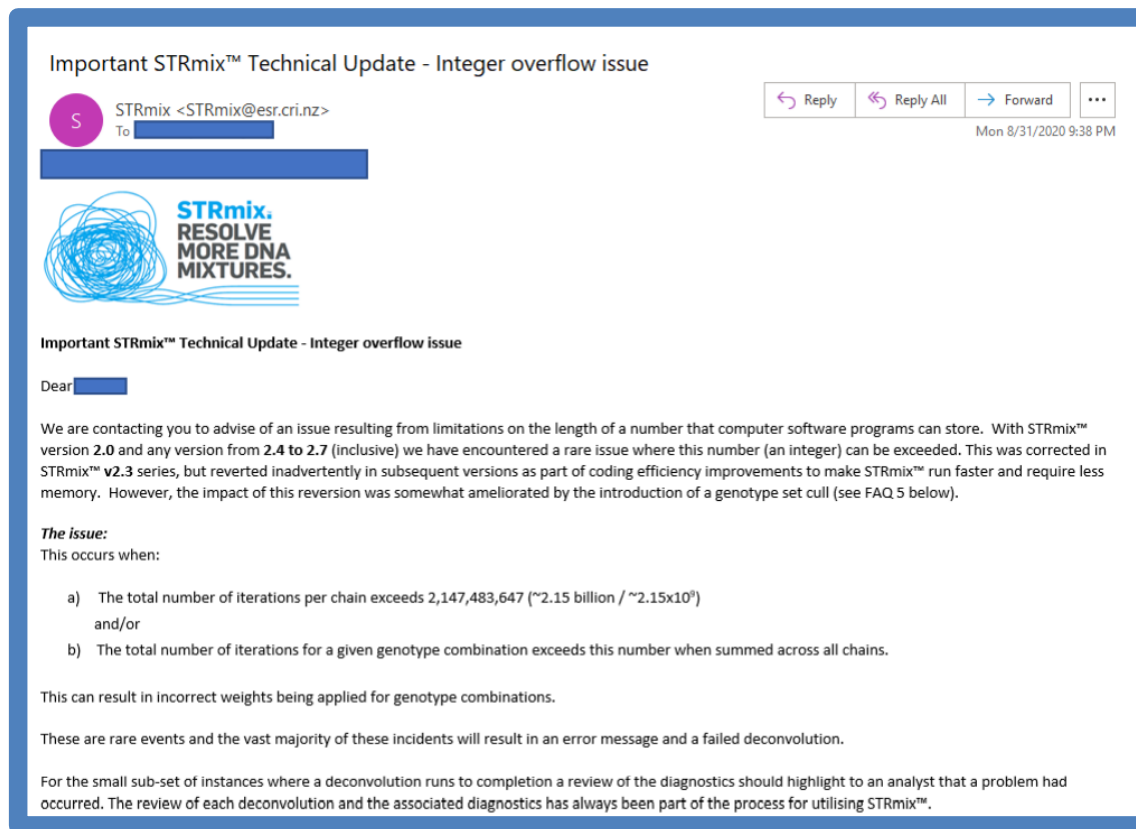 Important STRmix™ Technical Update - Integer overflow issue
S
STRmix <STRmix@esr.cri.nz>
To
Reply
Reply All
Forward
Mon 8/31/2020 9:38 PM
STRmix.
RESOLVE
MORE DNA
MIXTURES.
Important STRmix™ Technical Update - Integer overflow issue
Dear
We are contacting you to advise of an issue resulting from limitations on the length of a number that computer software programs can store.  With STRmix™
version 2.0 and any version from 2.4 to 2.7 (inclusive) we have encountered a rare issue where this number (an integer) can be exceeded. This was corrected in
STRmix™ v2.3 series, but reverted inadvertently in subsequent versions as part of coding efficiency improvements to make STRmix™ run faster and require less
memory.  However, the impact of this reversion was somewhat ameliorated by the introduction of a genotype set cull (see FAQ 5 below).
The issue:
This occurs when:
a) The total number of iterations per chain exceeds 2,147,483,647 (~2.15 billion / ~2.15x10⁹)
and/or
b) The total number of iterations for a given genotype combination exceeds this number when summed across all chains.
This can result in incorrect weights being applied for genotype combinations.
These are rare events and the vast majority of these incidents will result in an error message and a failed deconvolution.
For the small sub-set of instances where a deconvolution runs to completion a review of the diagnostics should highlight to an analyst that a problem had
occurred. The review of each deconvolution and the associated diagnostics has always been part of the process for utilising STRmix™.